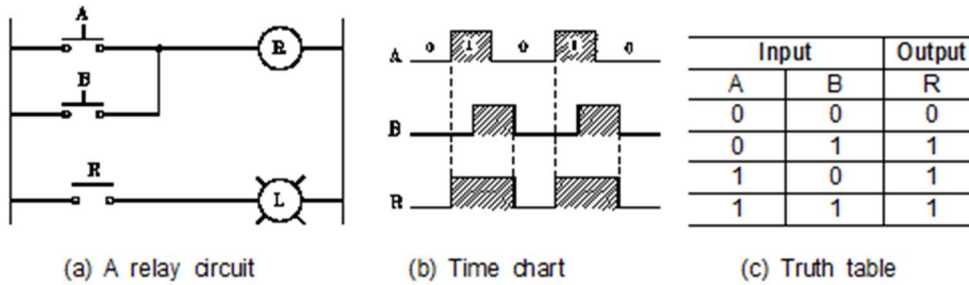 A
R
B
R
L
(a) A relay circuit
A 0 1 0 1 0
B
R
(b) Time chart
Input Output
A B R
0 0 0
0 1 1
1 0 1
1 1 1
(c) Truth table